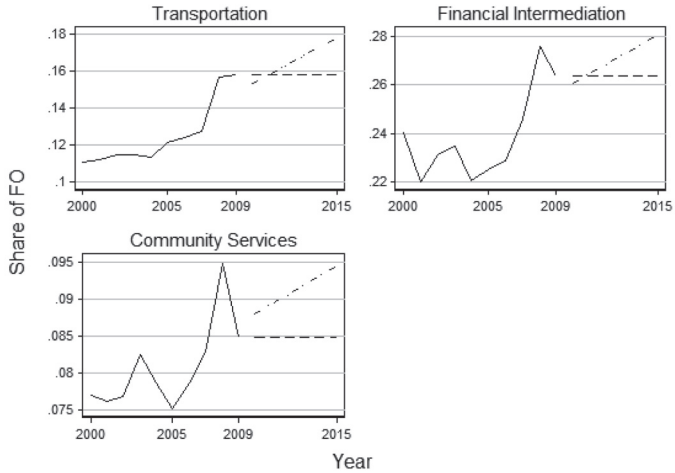 Transportation
.18
.16
.14
.12
.1
2000 2005 2009 2015
Financial Intermediation
.28
.26
.24
.22
2000 2005 2009 2015
Share of FO
Community Services
.095
.09
.085
.08
.075
2000 2005 2009 2015
Year